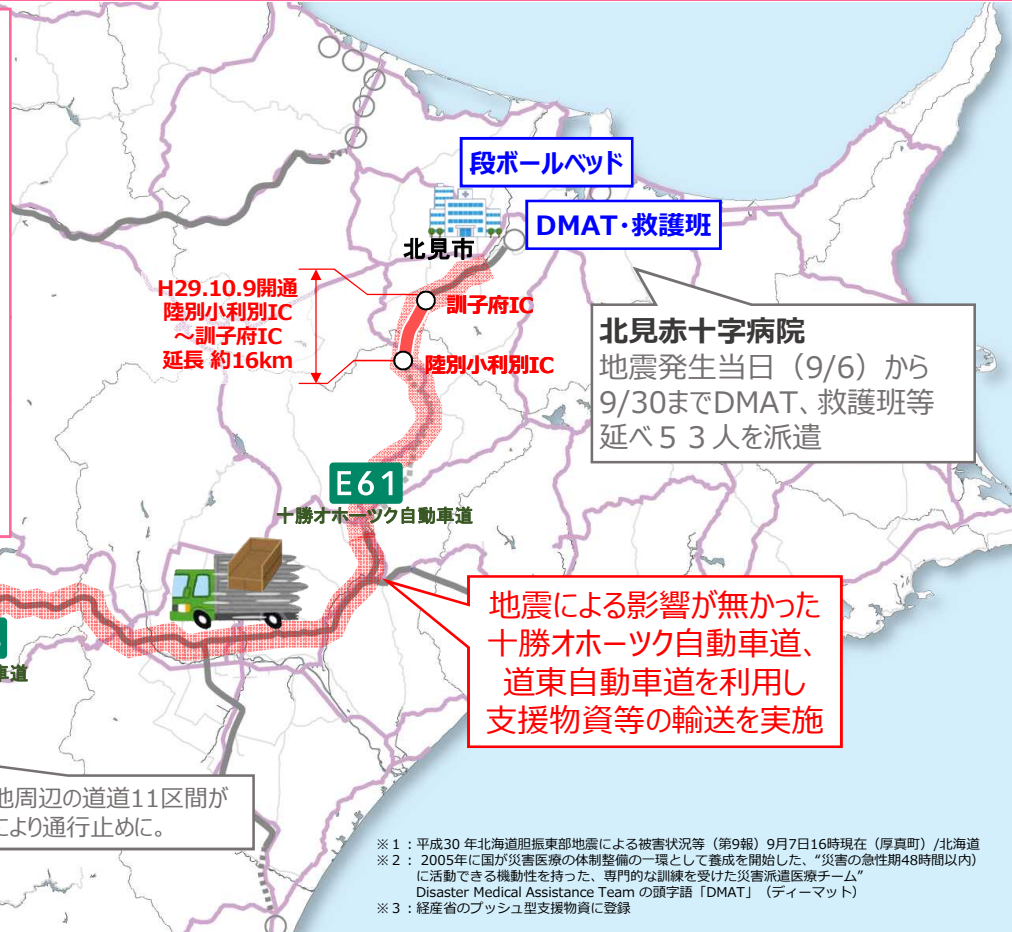 段ボールベッド
DMAT・救護班
北見市
H29.10.9開通
陸別小利別IC
～訓子府IC
延長 約16km
訓子府IC
陸別小利別IC
北見赤十字病院
地震発生当日（9/6）から
9/30までDMAT、救護班等
延べ５３人を派遣
E61
十勝オホーツク自動車道
地震による影響が無かった
十勝オホーツク自動車道、
道東自動車道を利用し
支援物資等の輸送を実施
車道
周辺の道道11区間が
により通行止めに。
※１：平成30 年北海道胆振東部地震による被害状況等（第9報）9月7日16時現在（厚真町）/北海道
※２： 2005年に国が災害医療の体制整備の一環として養成を開始した、“災害の急性期48時間以内）
に活動できる機動性を持った、専門的な訓練を受けた災害派遣医療チーム”
Disaster Medical Assistance Team の頭字語「DMAT」（ディーマット）
※３：経産省のプッシュ型支援物資に登録